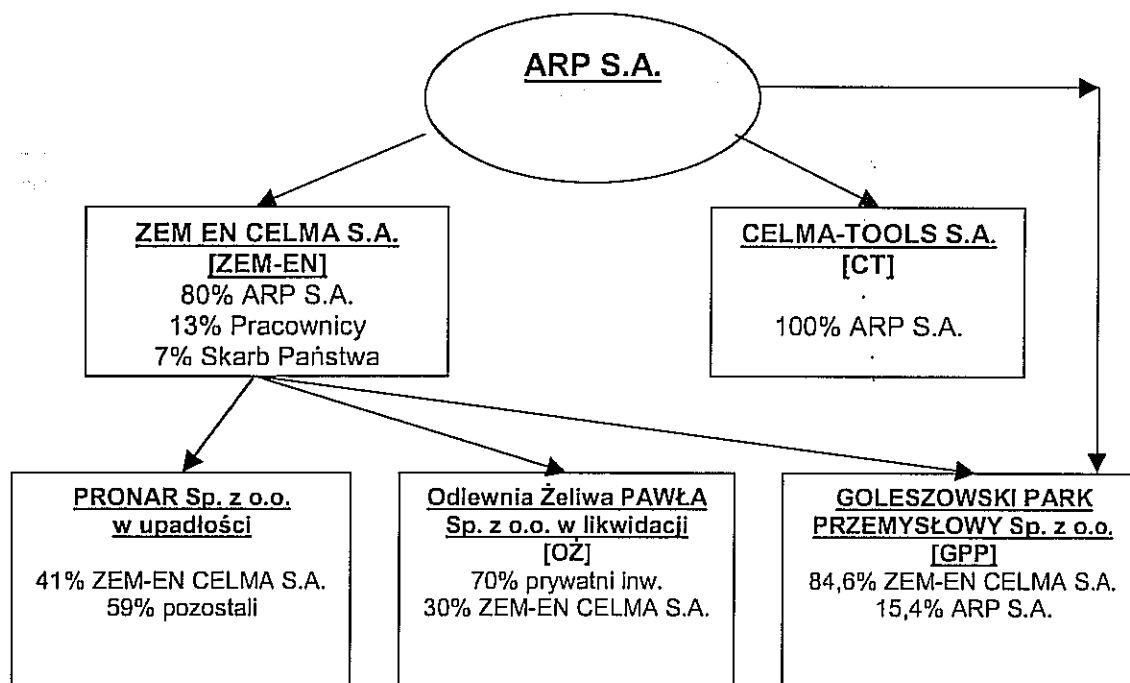 ARP S.A.
ZEM EN CELMA S.A.
[ZEM-EN]
80% ARP S.A.
13% Pracownicy
7% Skarb Państwa
CELMA-TOOLS S.A.
[CT]
100% ARP S.A.
PRONAR Sp. z o.o.
w upadłości
41% ZEM-EN CELMA S.A.
59% pozostali
Odlewnia Żeliwa PAWŁA
Sp. z o.o. w likwidacji
[OŻ]
70% prywatni inw.
30% ZEM-EN CELMA S.A.
GOLESZOWSKI PARK
PRZEMYSŁOWY Sp. z o.o.
[GPP]
84,6% ZEM-EN CELMA S.A.
15,4% ARP S.A.